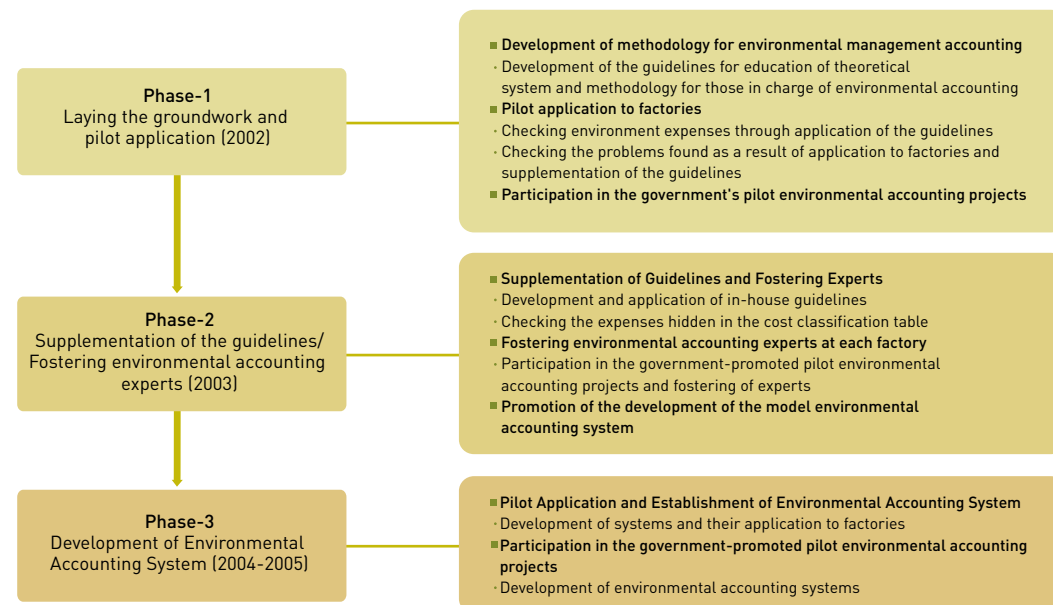 Phase-1
Laying the groundwork and
pilot application (2002)
■ Development of methodology for environmental management accounting
· Development of the guidelines for education of theoretical
system and methodology for those in charge of environmental accounting
■ Pilot application to factories
· Checking environment expenses through application of the guidelines
· Checking the problems found as a result of application to factories and
supplementation of the guidelines
■ Participation in the government's pilot environmental accounting projects
Phase-2
Supplementation of the guidelines/
Fostering environmental accounting
experts (2003)
■ Supplementation of Guidelines and Fostering Experts
· Development and application of in-house guidelines
· Checking the expenses hidden in the cost classification table
■ Fostering environmental accounting experts at each factory
· Participation in the government-promoted pilot environmental
accounting projects and fostering of experts
■ Promotion of the development of the model environmental
accounting system
Phase-3
Development of Environmental
Accounting System (2004-2005)
■ Pilot Application and Establishment of Environmental Accounting System
· Development of systems and their application to factories
■ Participation in the government-promoted pilot environmental accounting
projects
· Development of environmental accounting systems